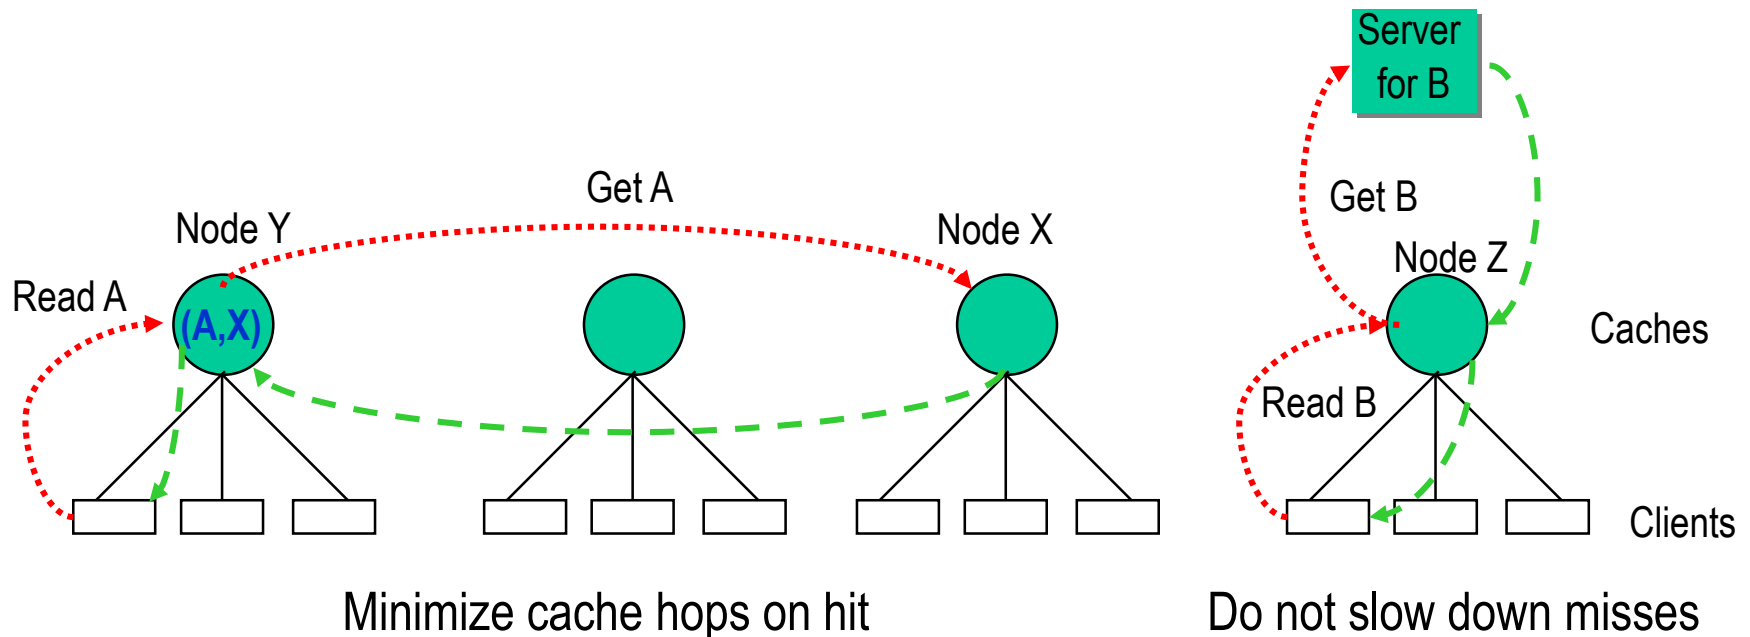 Server
for B
Get A
Get B
Node Y
Node X
Node Z
Read A
(A,X)
Caches
Read B
Clients
Minimize cache hops on hit
Do not slow down misses